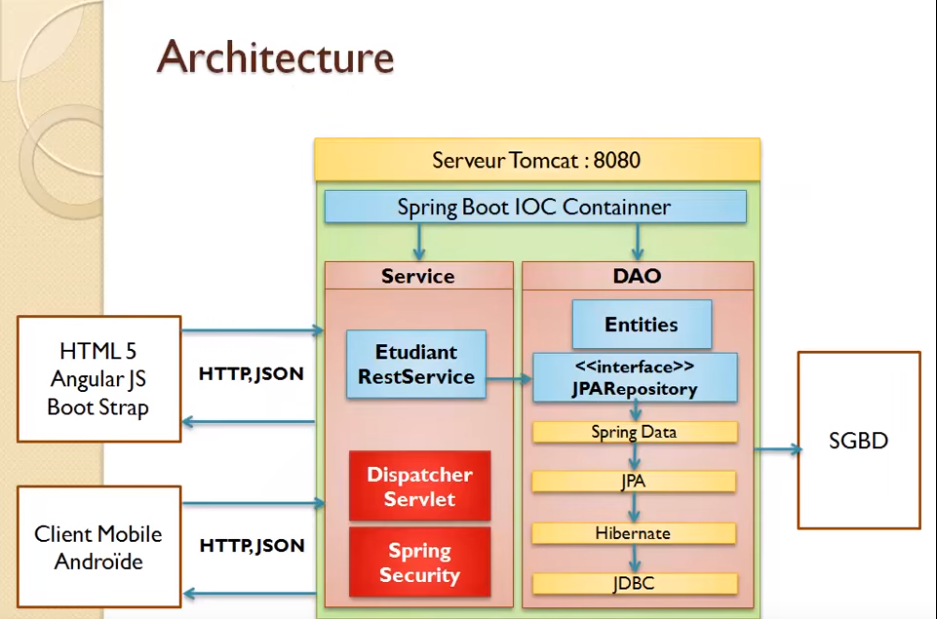 Architecture
Serveur Tomcat : 8080
Spring Boot IOC Containner
Service
DAO
Entities
Etudiant
RestService
<<interface>>
JPARepository
Spring Data
JPA
Hibernate
JDBC
Dispatcher
Servlet
Spring
Security
HTML 5
Angular JS
Boot Strap
HTTP,JSON
Client Mobile
Androïde
HTTP,JSON
SGBD